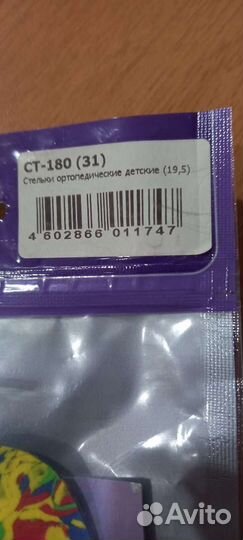 СТ-180 (31)
Стельки ортопедические детские (19,5)
4 602866 011747
Avito